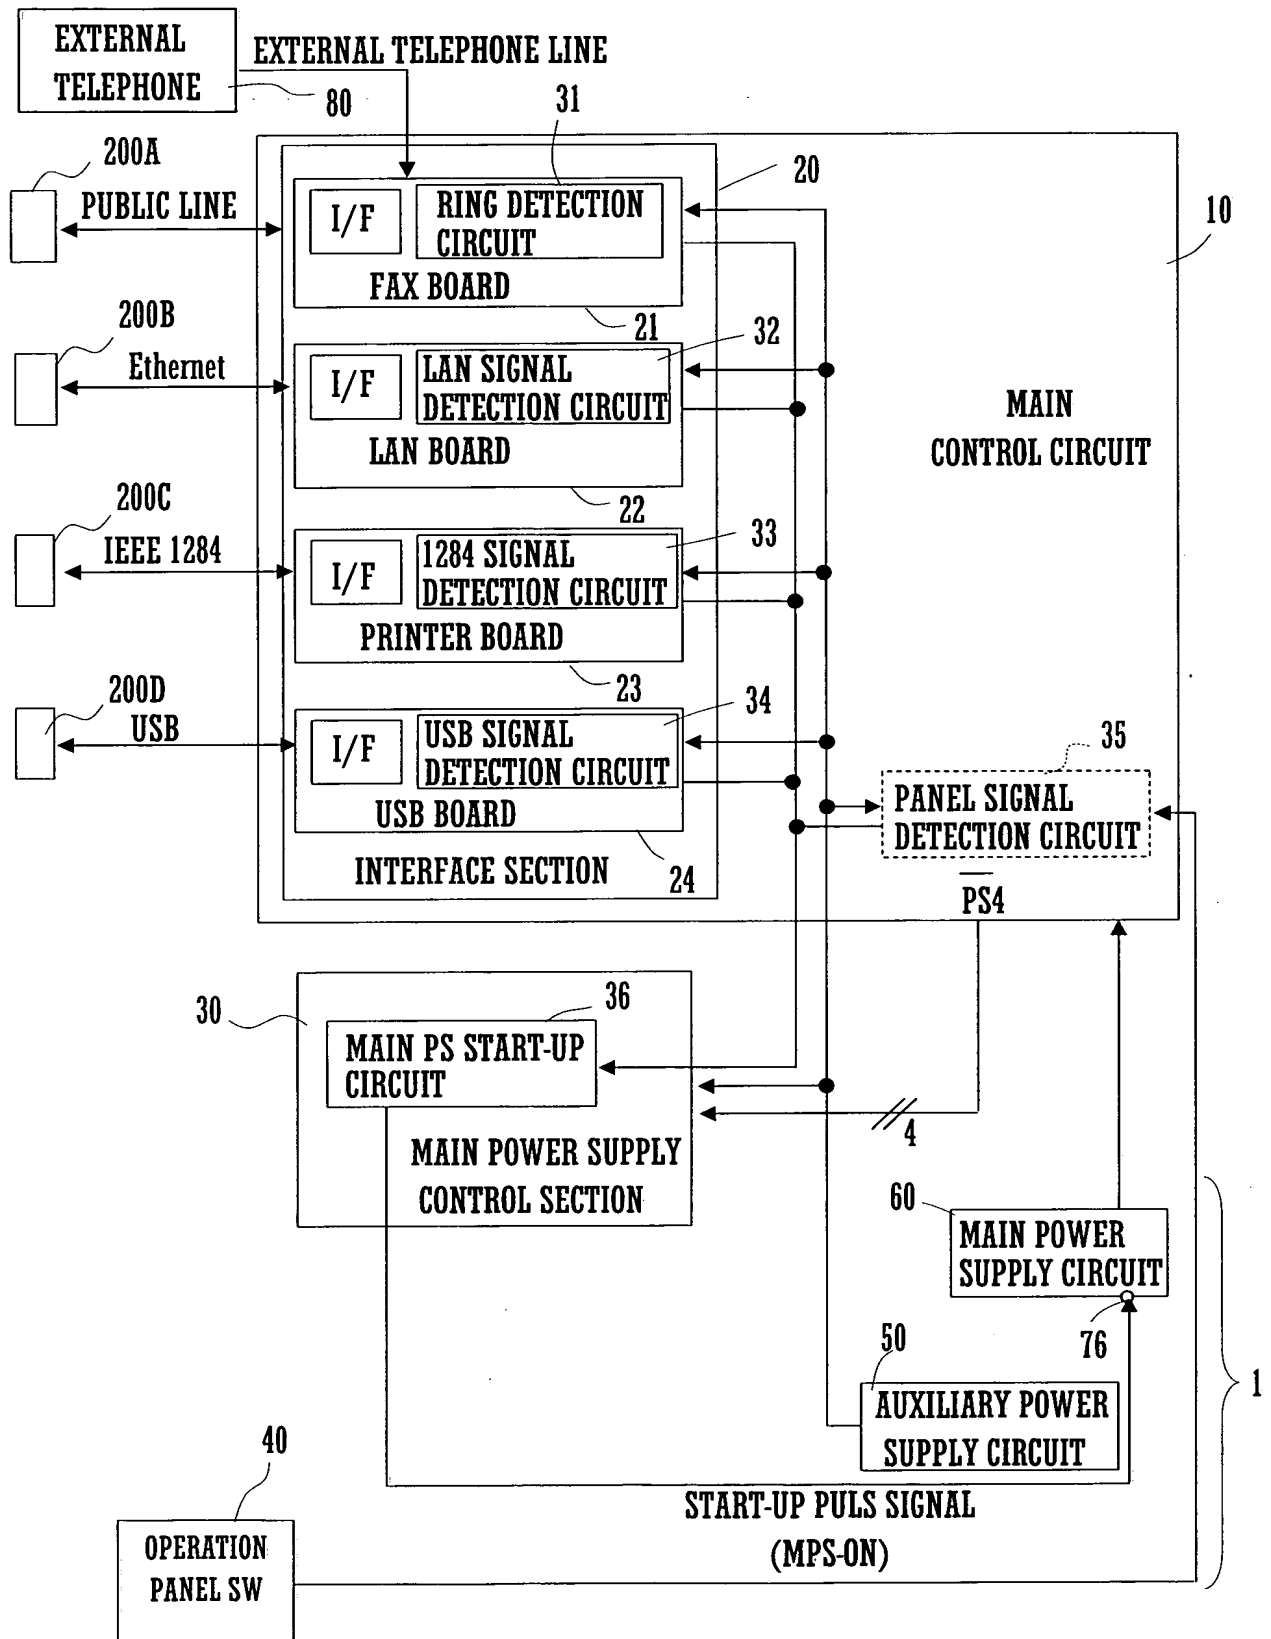 EXTERNAL
TELEPHONE
EXTERNAL TELEPHONE LINE
80
31
200A
PUBLIC LINE
20
I/F
RING DETECTION
CIRCUIT
FAX BOARD
10
21
200B
Ethernet
32
I/F
LAN SIGNAL
DETECTION CIRCUIT
LAN BOARD
MAIN
CONTROL CIRCUIT
22
200C
IEEE 1284
33
I/F
1284 SIGNAL
DETECTION CIRCUIT
PRINTER BOARD
23
200D
USB
34
I/F
USB SIGNAL
DETECTION CIRCUIT
USB BOARD
35
PANEL SIGNAL
DETECTION CIRCUIT
INTERFACE SECTION
24
PS4
30
36
MAIN PS START-UP
CIRCUIT
4
MAIN POWER SUPPLY
CONTROL SECTION
60
MAIN POWER
SUPPLY CIRCUIT
76
50
1
AUXILIARY POWER
SUPPLY CIRCUIT
40
START-UP PULS SIGNAL
(MPS-ON)
OPERATION
PANEL SW